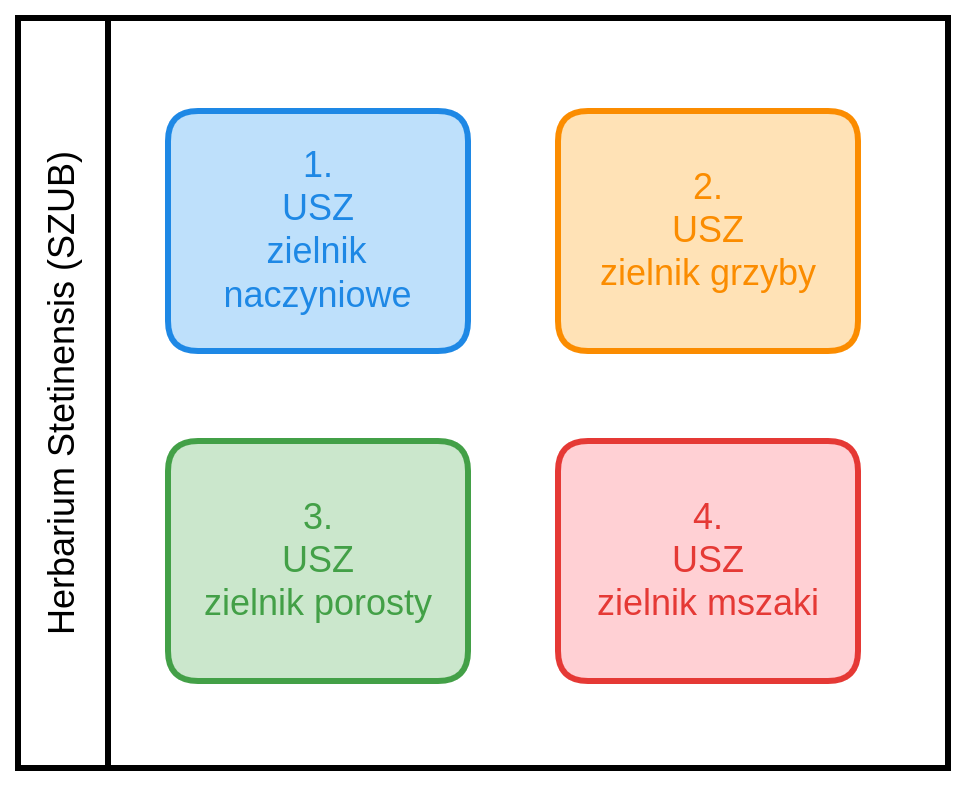 Herbarium Stetinensis (SZUB)
1.
USZ
zielnik
naczyniowe
2.
USZ
zielnik grzyby
3.
USZ
zielnik porosty
4.
USZ
zielnik mszaki